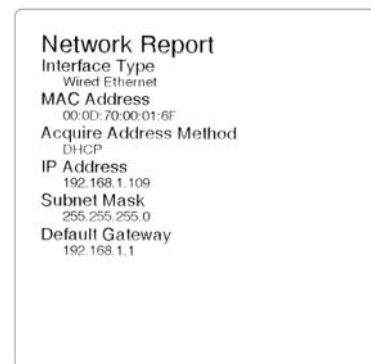 Network Report
Interface Type
Wired Ethernet
MAC Address
00:0D:70:00:01:6F
Acquire Address Method
DHCP
IP Address
192.168.1.109
Subnet Mask
255.255.255.0
Default Gateway
192.168.1.1